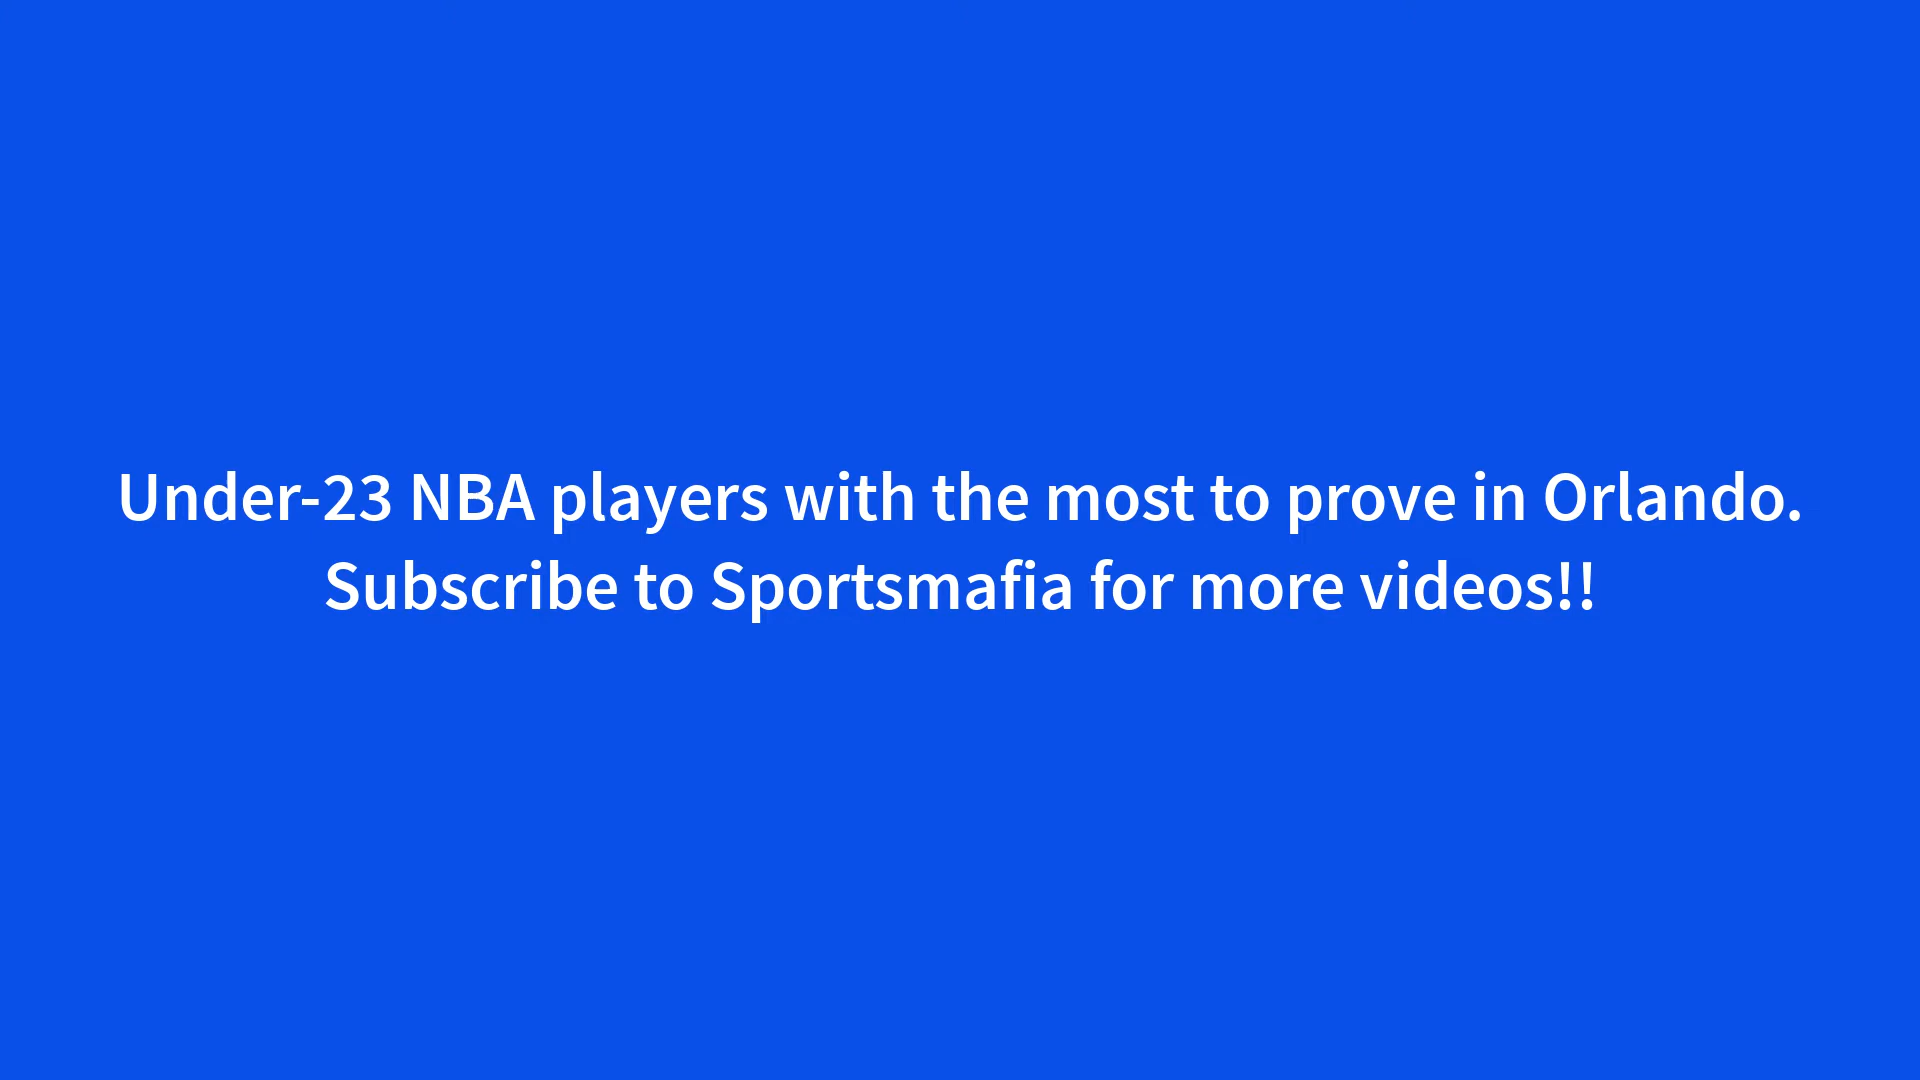 Under-23 NBA players with the most to prove in Orlando.
Subscribe to Sportsmafia for more videos!!